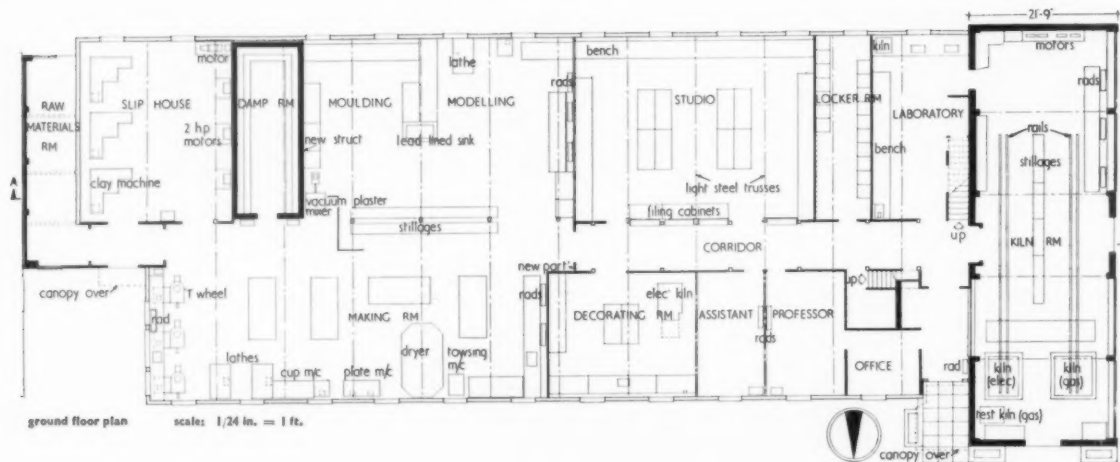 21'-9"
motor
kiln
motors
bench
lathe
rads
rads
RAW
MATERIALS
RM
SLIP HOUSE
DAMP RM
MOULDING
MODELLING
STUDIO
LOCKER RM
LABORATORY
2 hp
motors
new struct
lead lined sink
rails
stillages
bench
clay machine
A
vacuum plaster
mixer
light steel trusses
filing cabinets
stillages
up
CORRIDOR
KILN RM
new part'n
up
canopy over
T wheel
rads
elec kiln
rad
MAKING RM
DECORATING RM
ASSISTANT
PROFESSOR
rads
dryer
towsing
m/c
lathes
cup m/c
plate m/c
OFFICE
rad
kiln
(elec)
kiln
(gas)
test kiln (gas)
ground floor plan scale: 1/24 in. = 1 ft.
canopy over